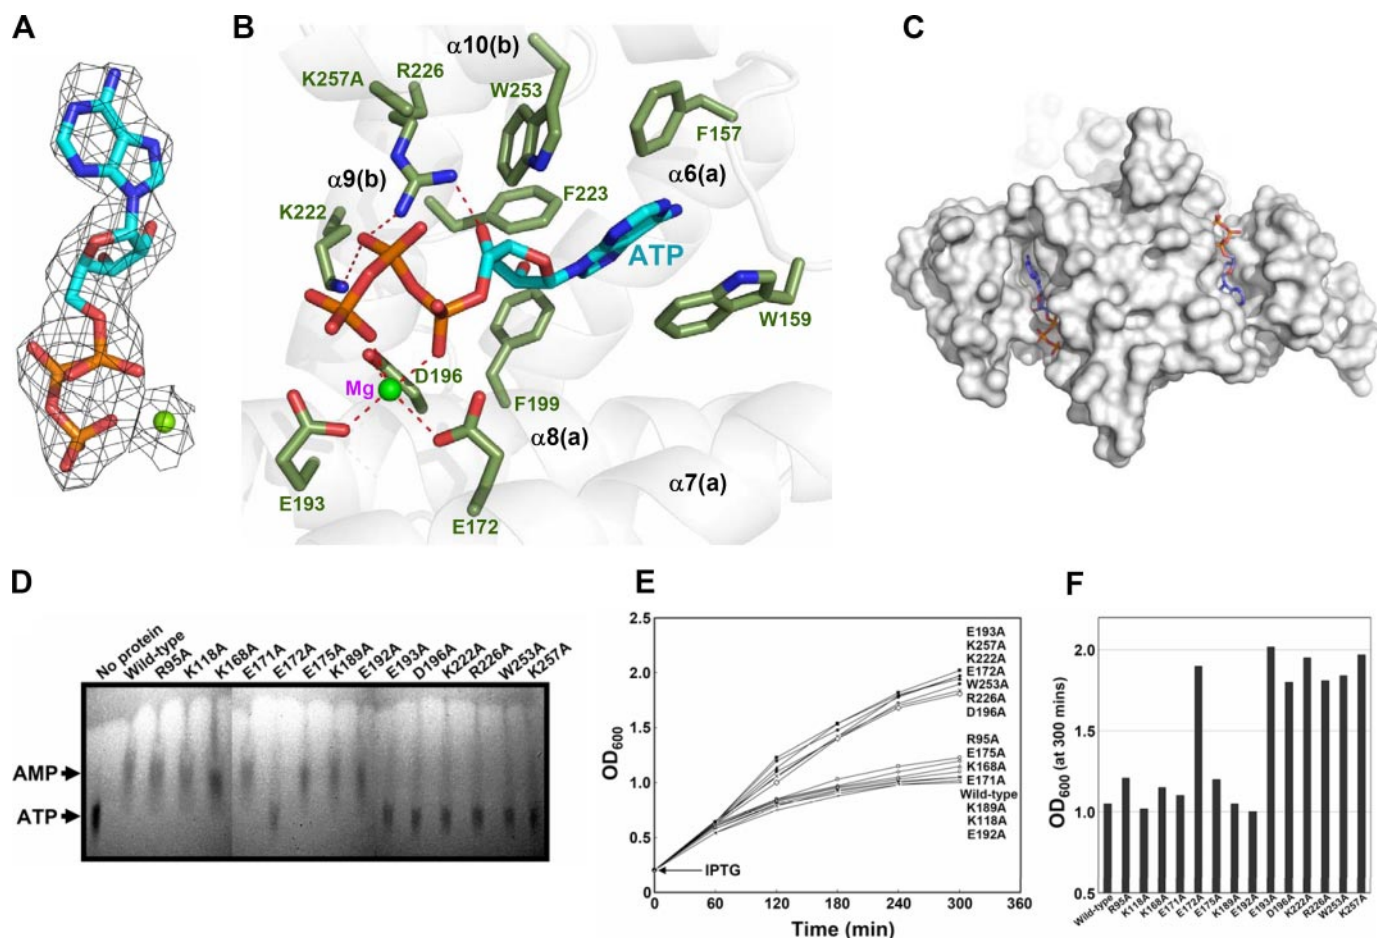 A
B
C
α10(b)
K257A
R226
W253
F157
α9(b)
α6(a)
K222
F223
ATP
W159
Mg
D196
F199
α8(a)
E193
α7(a)
E172
D
No protein
Wild-type
R95A
K118A
K168A
E171A
E172A
E175A
K189A
E192A
E193A
D196A
K222A
R226A
W253A
K257A
AMP
ATP
E
2.5
2.0
1.5
1.0
0.5
0.0
OD600
IPTG
0
60
120
180
240
300
360
Time (min)
E193A
K257A
K222A
E172A
W253A
R226A
D196A
R95A
E175A
K168A
E171A
Wild-type
K189A
K118A
E192A
F
OD600 (at 300 mins)
2.0
1.5
1.0
0.5
Wild-type
R95A
K118A
K168A
E171A
E172A
E175A
K189A
E192A
E193A
D196A
K222A
R226A
W253A
K257A